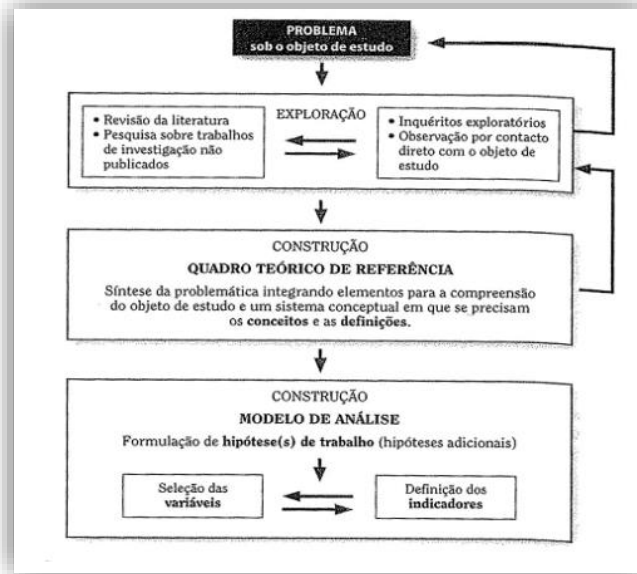 PROBLEMA
sob o objeto de estudo
EXPLORAÇÃO
• Revisão da literatura
• Pesquisa sobre trabalhos
de investigação não
publicados
• Inquéritos exploratórios
• Observação por contacto
direto com o objeto de
estudo
CONSTRUÇÃO
QUADRO TEÓRICO DE REFERÊNCIA
Síntese da problemática integrando elementos para a compreensão
do objeto de estudo e um sistema conceptual em que se precisam
os conceitos e as definições.
CONSTRUÇÃO
MODELO DE ANÁLISE
Formulação de hipótese(s) de trabalho (hipóteses adicionais)
Seleção das
variáveis
Definição dos
indicadores